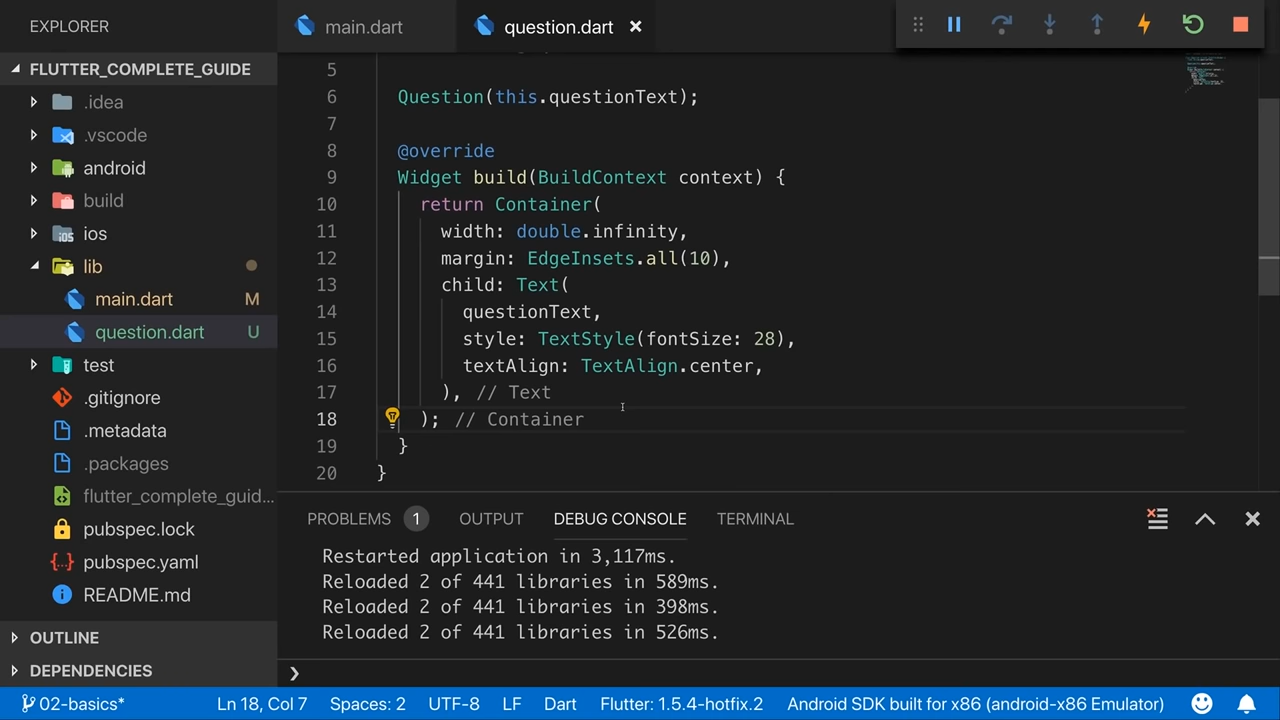 EXPLORER
main.dart
question.dart
FLUTTER_COMPLETE_GUIDE
.idea
.vscode
android
build
ios
lib
main.dart M
question.dart U
test
.gitignore
.metadata
.packages
flutter_complete_guid...
pubspec.lock
pubspec.yaml
README.md
OUTLINE
DEPENDENCIES
5
6 Question(this.questionText);
7
8 @override
9 Widget build(BuildContext context) {
10 return Container(
11 width: double.infinity,
12 margin: EdgeInsets.all(10),
13 child: Text(
14 questionText,
15 style: TextStyle(fontSize: 28),
16 textAlign: TextAlign.center,
17 ), // Text
18 ); // Container
19 }
20 }
PROBLEMS 1 OUTPUT DEBUG CONSOLE TERMINAL
Restarted application in 3,117ms.
Reloaded 2 of 441 libraries in 589ms.
Reloaded 2 of 441 libraries in 398ms.
Reloaded 2 of 441 libraries in 526ms.
02-basics* Ln 18, Col 7 Spaces: 2 UTF-8 LF Dart Flutter: 1.5.4-hotfix.2 Android SDK built for x86 (android-x86 Emulator)